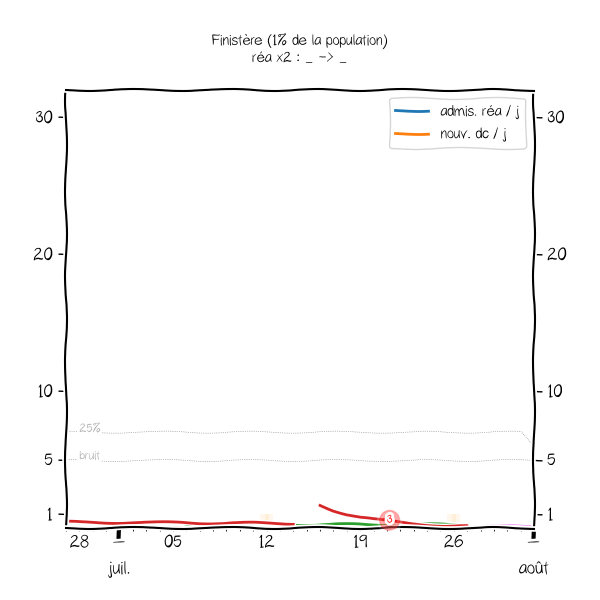 Finistère (1% de la population)
réa x2 : _ -> _
admis. réa / j
nouv. dc / j
30
30
20
20
10
10
25%
5
bruit
5
1
3
1
28
05
12
19
26
juil.
août